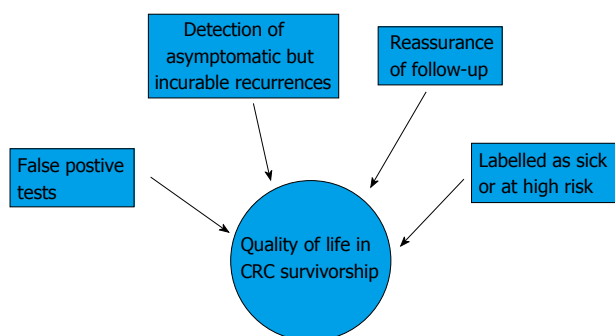 Detection of
asymptomatic but
incurable recurrences
Reassurance
of follow-up
False postive
tests
Labelled as sick
or at high risk
Quality of life in
CRC survivorship